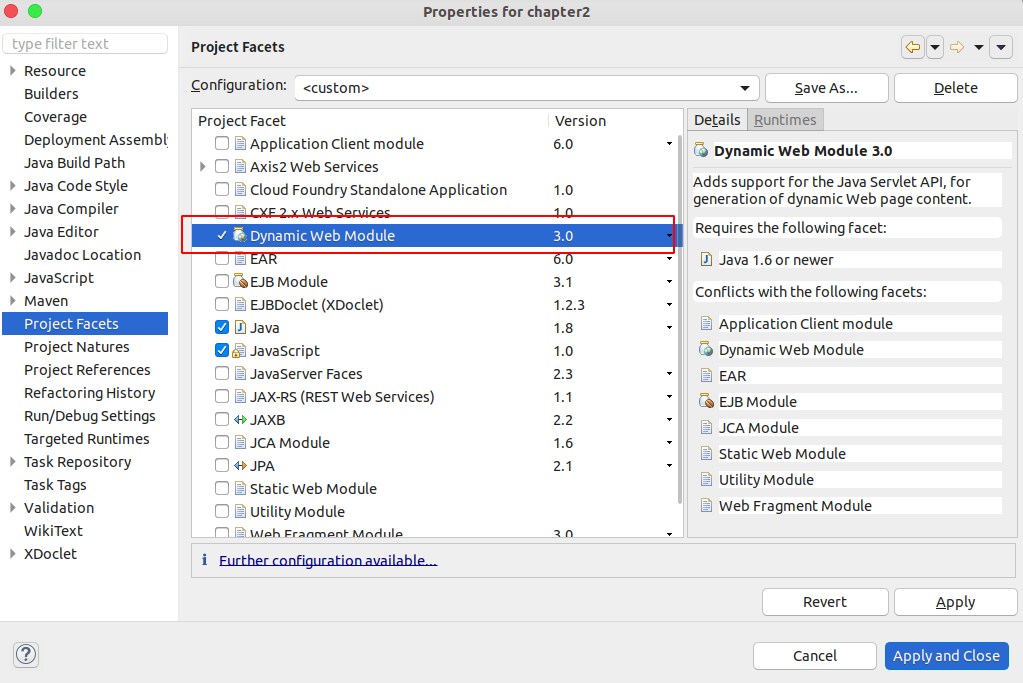 Properties for chapter2
type filter text
Resource
Builders
Coverage
Deployment Assembl
Java Build Path
Java Code Style
Java Compiler
Java Editor
Javadoc Location
JavaScript
Maven
Project Facets
Project Natures
Project References
Refactoring History
Run/Debug Settings
Targeted Runtimes
Task Repository
Task Tags
Validation
WikiText
XDoclet
Project Facets
Configuration: <custom> Save As... Delete
Project Facet Version
Application Client module 6.0
Axis2 Web Services
Cloud Foundry Standalone Application 1.0
CXF 2.x Web Services 1.0
Dynamic Web Module 3.0
EAR 6.0
EJB Module 3.1
EJBDoclet (XDoclet) 1.2.3
Java 1.8
JavaScript 1.0
JavaServer Faces 2.3
JAX-RS (REST Web Services) 1.1
JAXB 2.2
JCA Module 1.6
JPA 2.1
Static Web Module
Utility Module
Web Fragment Module 3.0
Details Runtimes
Dynamic Web Module 3.0
Adds support for the Java Servlet API, for
generation of dynamic Web page content.
Requires the following facet:
Java 1.6 or newer
Conflicts with the following facets:
Application Client module
Dynamic Web Module
EAR
EJB Module
JCA Module
Static Web Module
Utility Module
Web Fragment Module
i Further configuration available...
Revert Apply
? Cancel Apply and Close